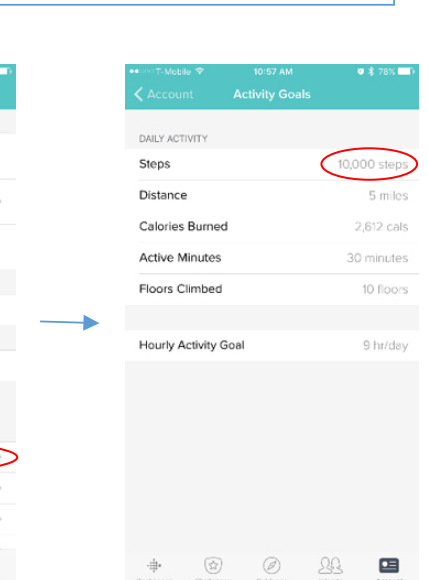 T-Mobile 10:57 AM 78%
Account Activity Goals
DAILY ACTIVITY
Steps 10,000 steps
Distance 5 miles
Calories Burned 2,612 cals
Active Minutes 30 minutes
Floors Climbed 10 floors
Hourly Activity Goal 9 hr/day